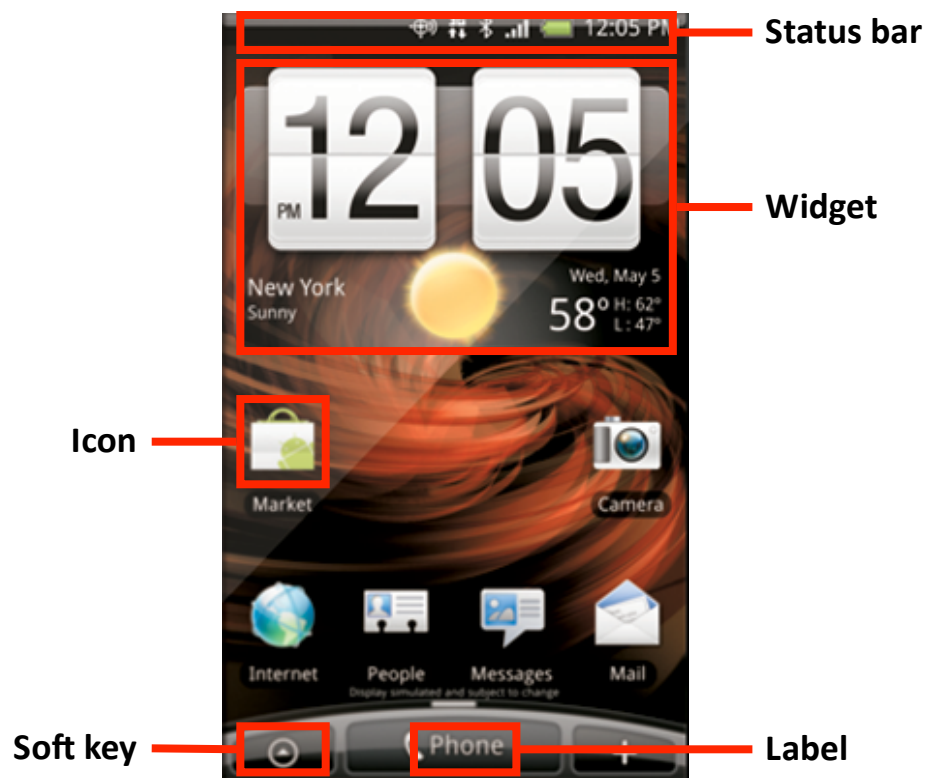 12:05 PM
Status bar
12 05
PM
Widget
New York
Sunny
Wed, May 5
58° H: 62°
L: 47°
Icon
Market
Camera
Internet
People
Messages
Mail
Display simulated and subject to change
Soft key
Phone
+
Label